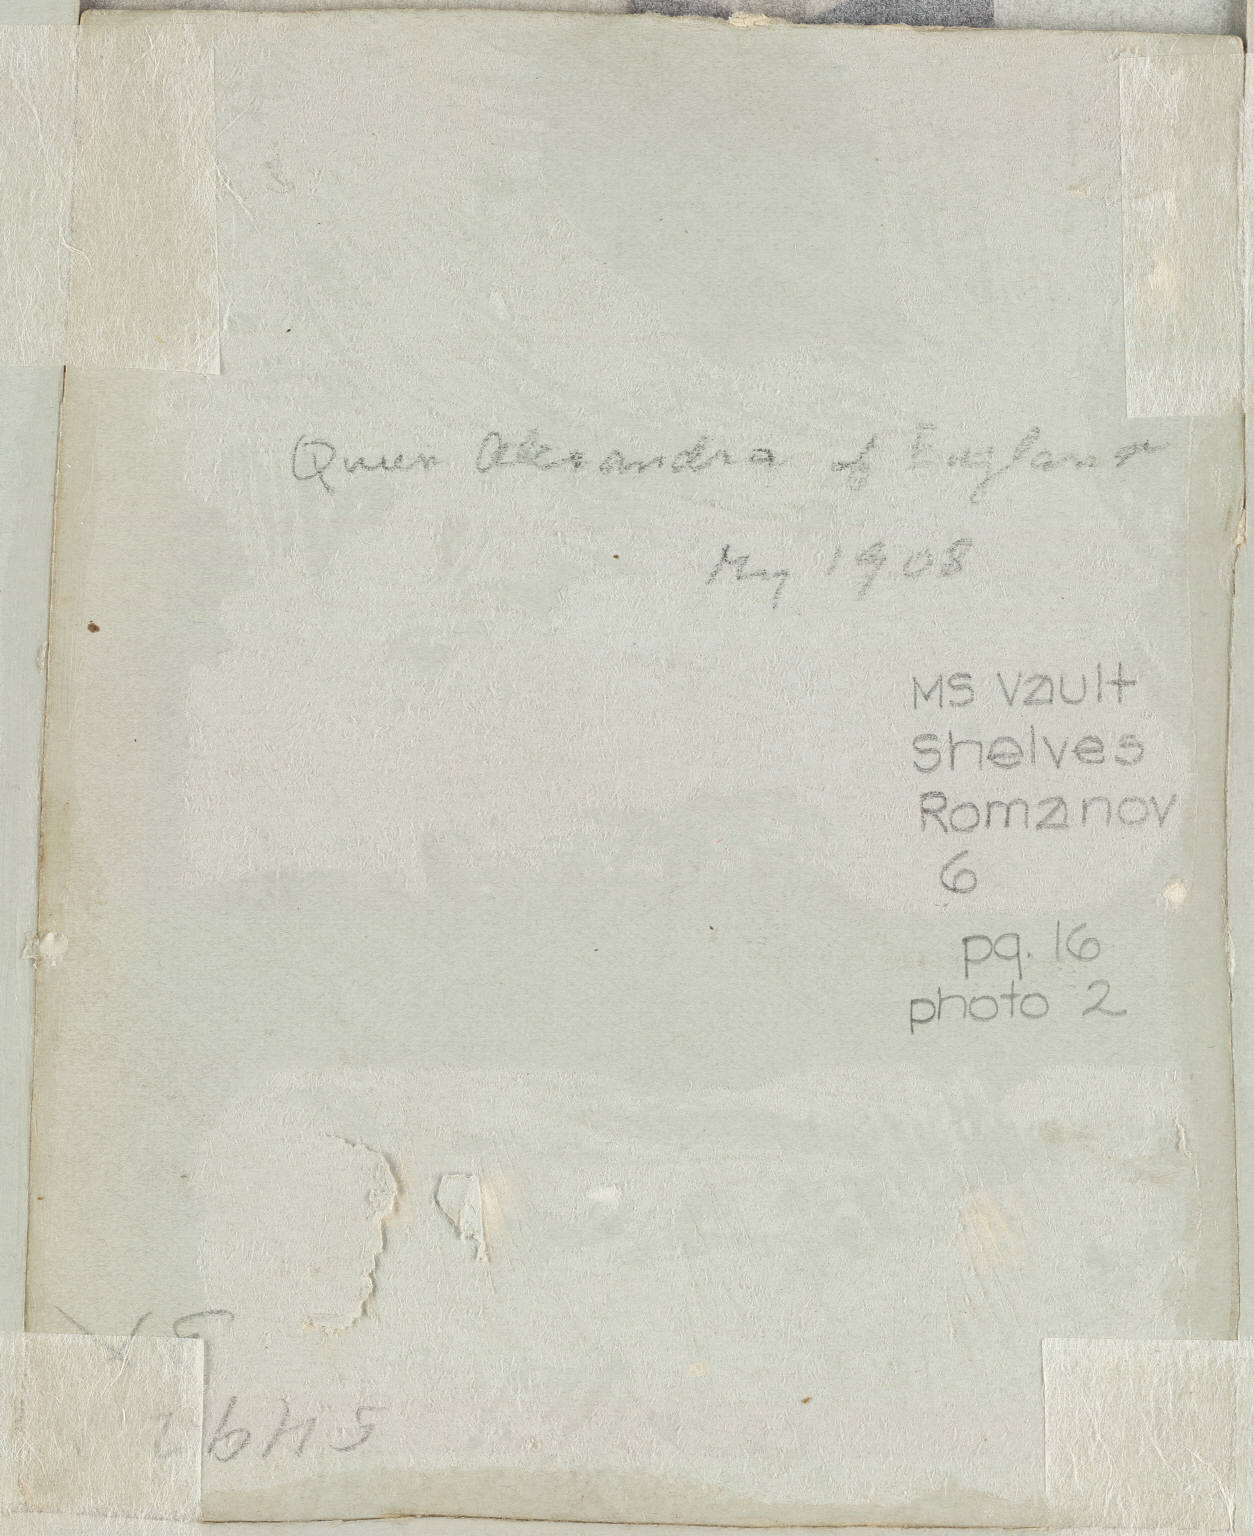 Queen Alexandra of England
May 1908
MS Vault
Shelves
Romanov
6
pg. 16
photo 2